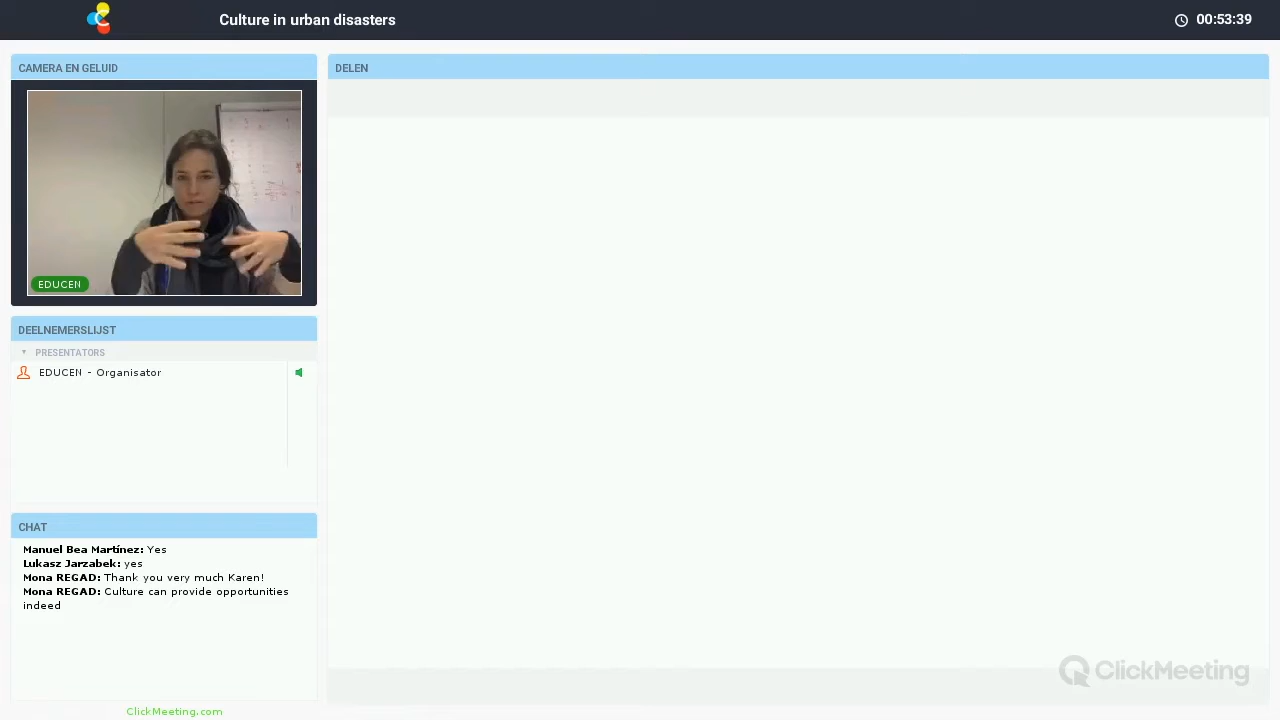 Culture in urban disasters
00:53:39
CAMERA EN GELUID
DELEN
EDUCEN
DEELNEMERSLIJST
PRESENTATORS
EDUCEN - Organisator
CHAT
Manuel Bea Martínez: Yes
Lukasz Jarzabek: yes
Mona REGAD: Thank you very much Karen!
Mona REGAD: Culture can provide opportunities
indeed
ClickMeeting
ClickMeeting.com